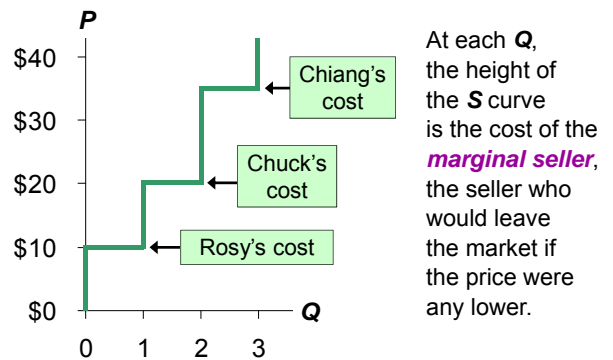 P
$40
$30
$20
$10
$0
Chiang's
cost
Chuck's
cost
Rosy's cost
0 1 2 3
Q
At each Q,
the height of
the S curve
is the cost of the
marginal seller,
the seller who
would leave
the market if
the price were
any lower.